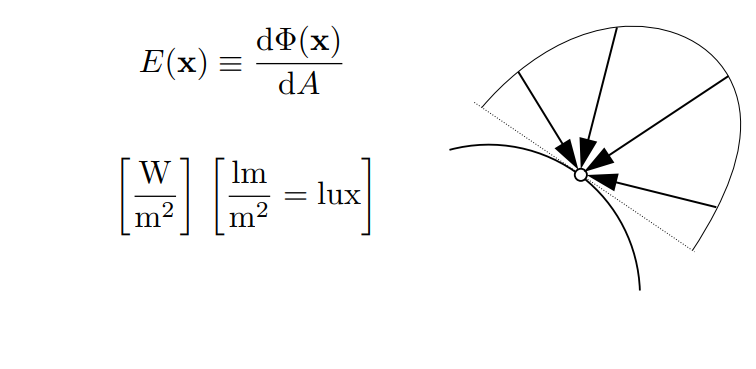 E(x) ≡ dΦ(x)/dA
[W/m²] [lm/m² = lux]